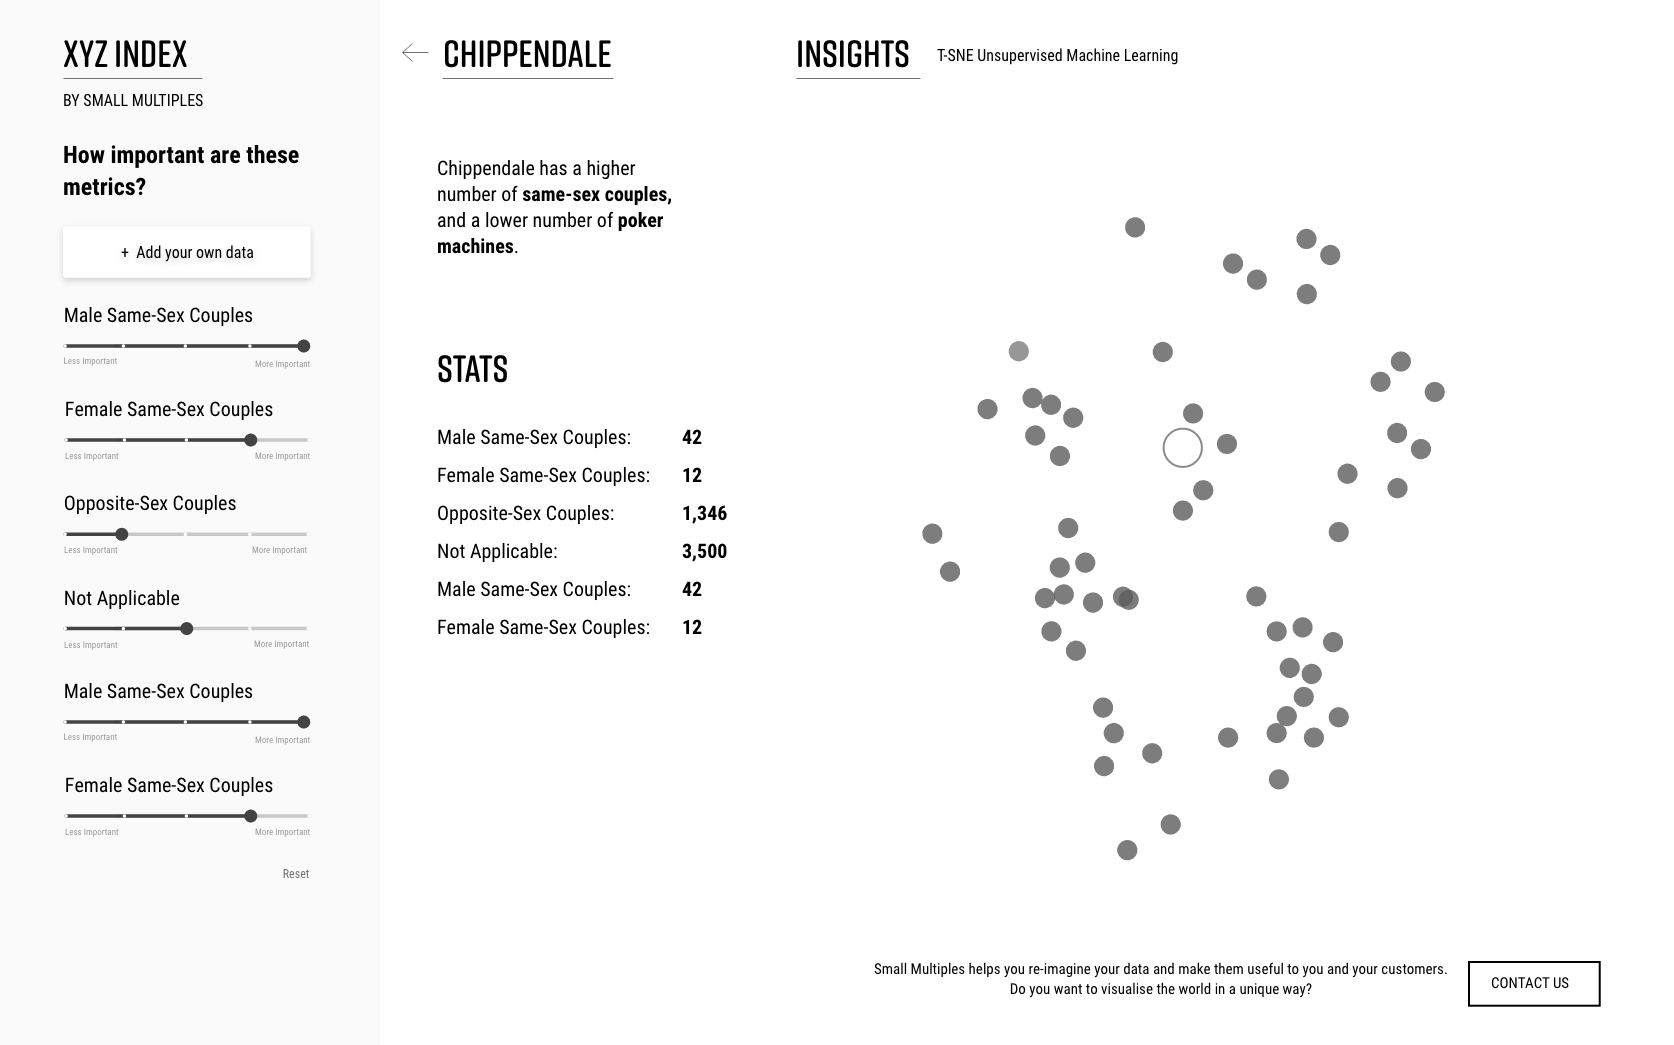 XYZ INDEX
BY SMALL MULTIPLES
How important are these
metrics?
+ Add your own data
Male Same-Sex Couples
Less Important More Important
Female Same-Sex Couples
Less Important More Important
Opposite-Sex Couples
Less Important More Important
Not Applicable
Less Important More Important
Male Same-Sex Couples
Less Important More Important
Female Same-Sex Couples
Less Important More Important
Reset
CHIPPENDALE
Chippendale has a higher
number of same-sex couples,
and a lower number of poker
machines.
STATS
Male Same-Sex Couples: 42
Female Same-Sex Couples: 12
Opposite-Sex Couples: 1,346
Not Applicable: 3,500
Male Same-Sex Couples: 42
Female Same-Sex Couples: 12
INSIGHTS T-SNE Unsupervised Machine Learning
Small Multiples helps you re-imagine your data and make them useful to you and your customers.
Do you want to visualise the world in a unique way?
CONTACT US